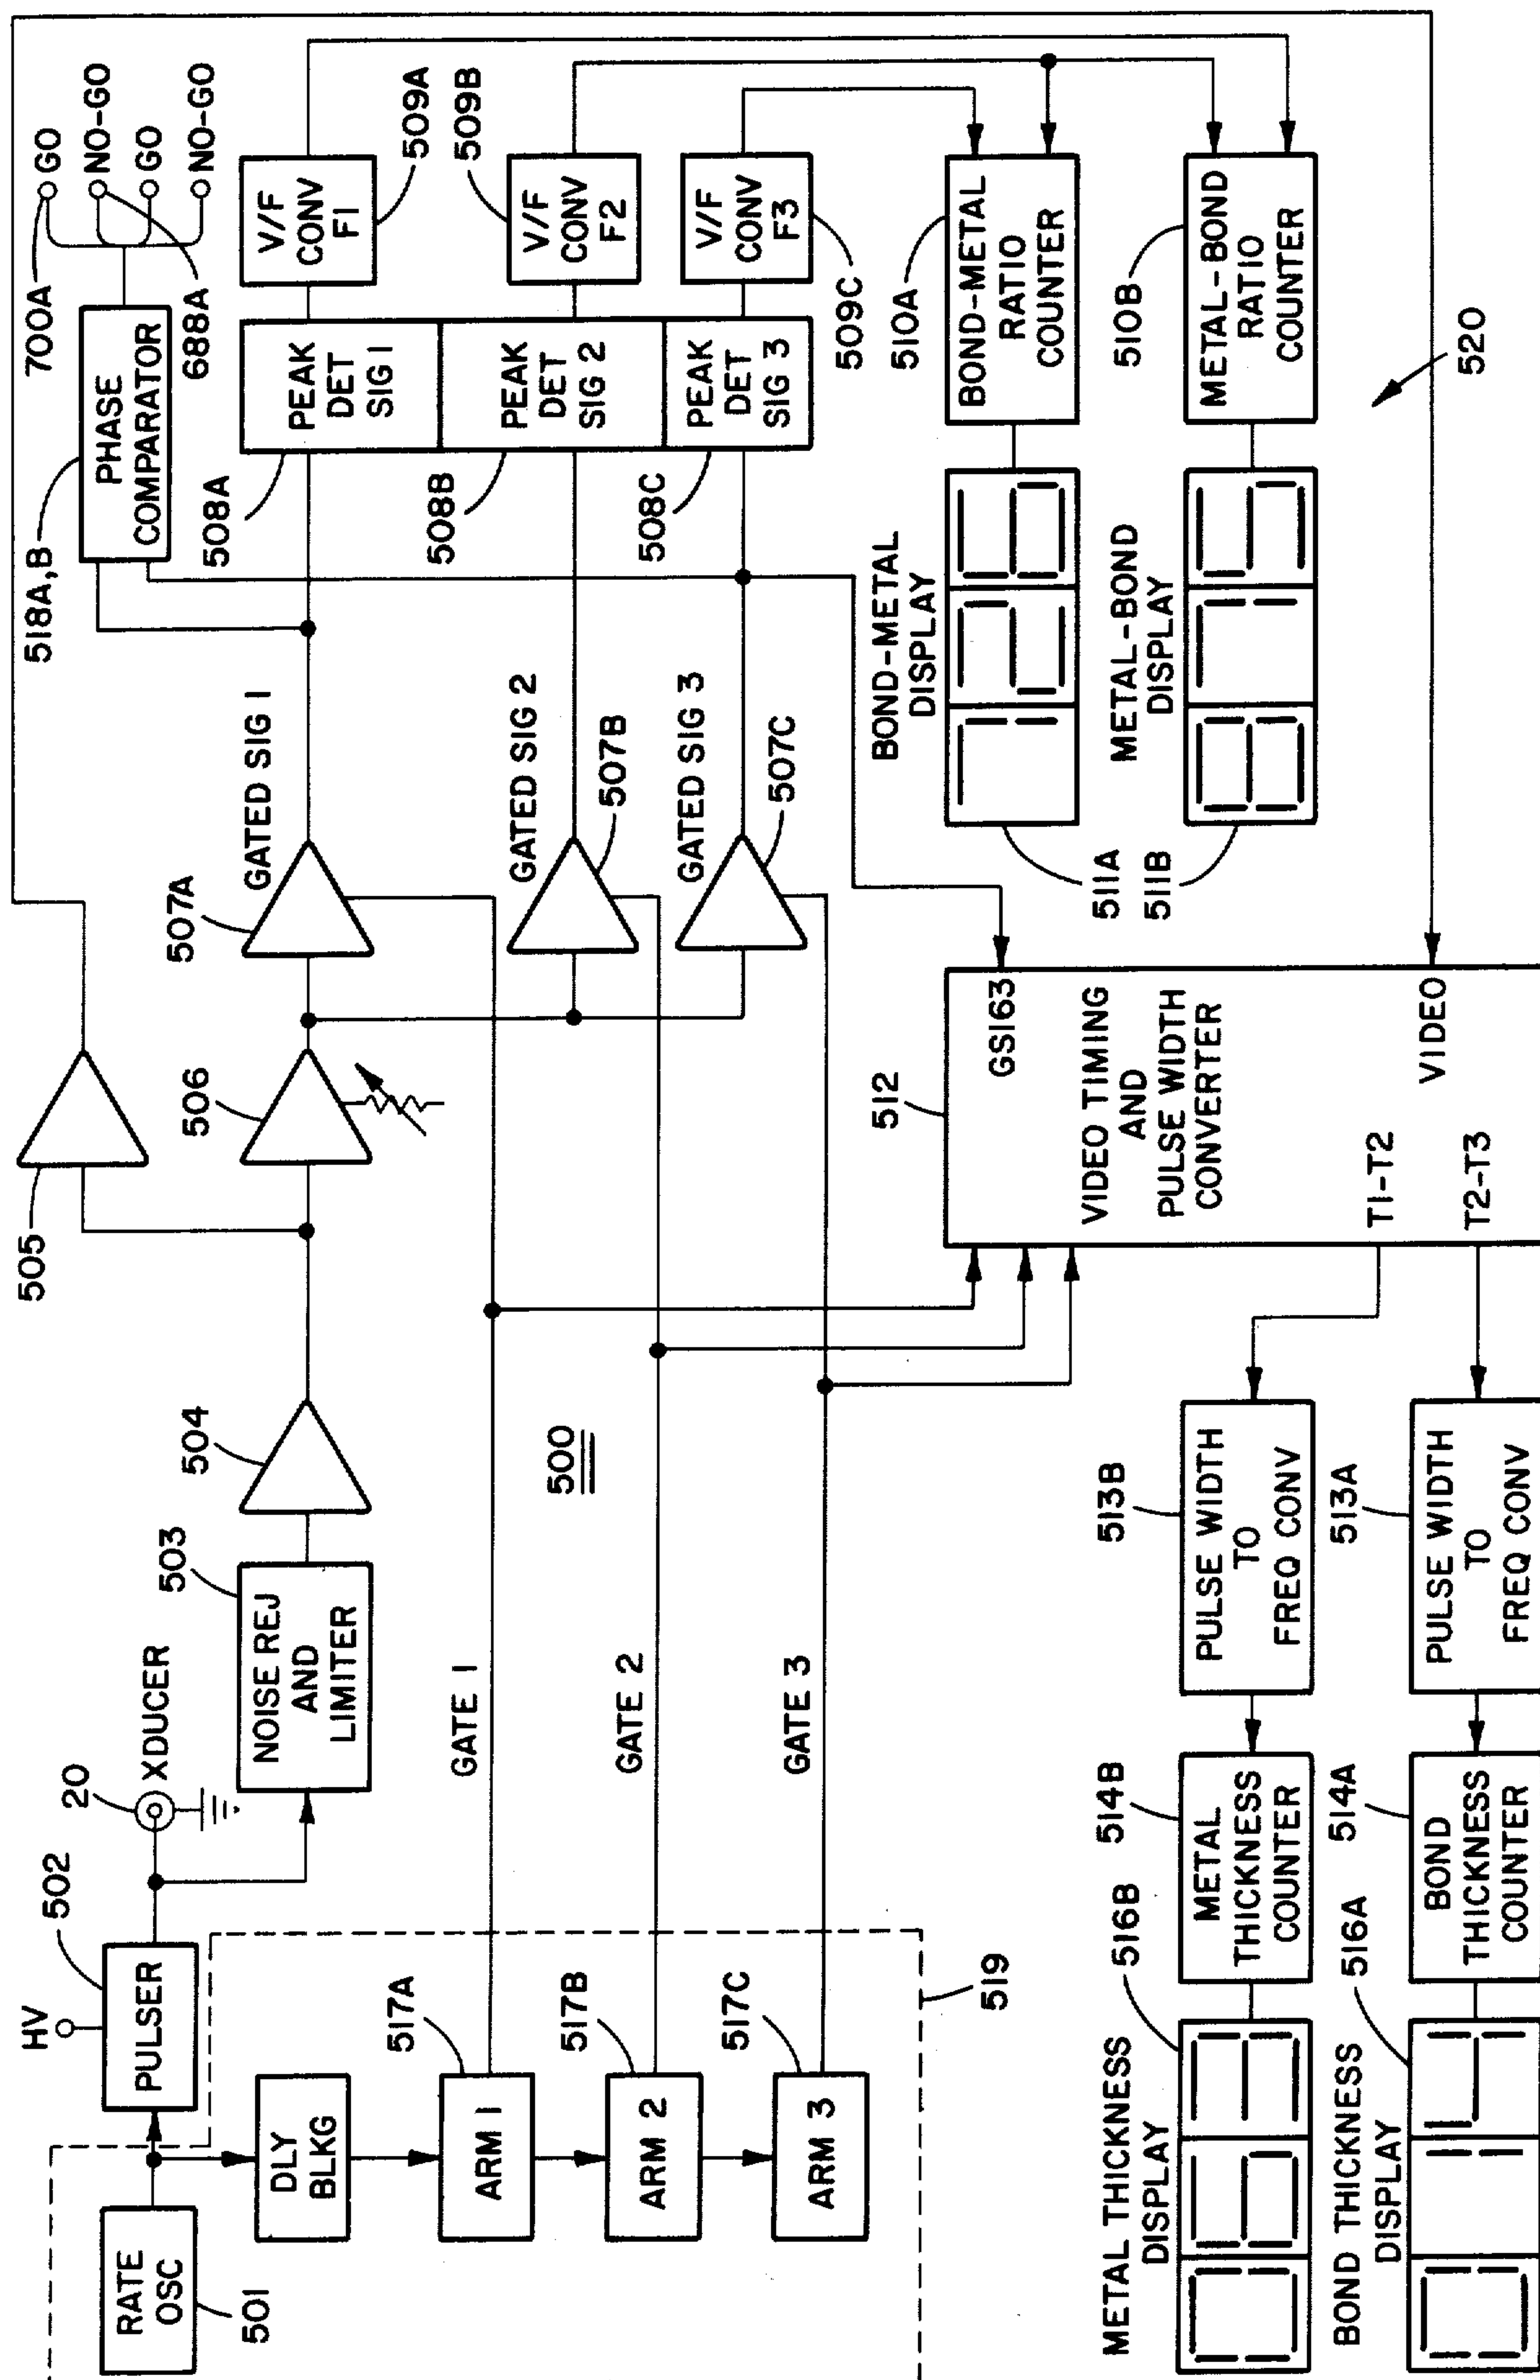 HV
502
20
XDUCER
RATE
OSC
501
PULSER
DLY
BLKG
ARM 1
517A
ARM 2
517B
ARM 3
517C
519
NOISE REJ
AND
LIMITER
503
504
505
506
500
GATE 1
GATE 2
GATE 3
507A
GATED SIG 1
GATED SIG 2
507B
GATED SIG 3
507C
518A,B
PHASE
COMPARATOR
700A
GO
NO-GO
GO
NO-GO
688A
508A
PEAK
DET
SIG 1
508B
PEAK
DET
SIG 2
508C
PEAK
DET
SIG 3
V/F
CONV
F1
509A
V/F
CONV
F2
509B
V/F
CONV
F3
509C
BOND-METAL
DISPLAY
511A
510A
BOND-METAL
RATIO
COUNTER
METAL-BOND
DISPLAY
511B
510B
METAL-BOND
RATIO
COUNTER
520
512
GS163
VIDEO TIMING
AND
PULSE WIDTH
CONVERTER
VIDEO
T1-T2
T2-T3
513B
PULSE WIDTH
TO
FREQ CONV
513A
PULSE WIDTH
TO
FREQ CONV
514B
METAL
THICKNESS
COUNTER
514A
BOND
THICKNESS
COUNTER
METAL THICKNESS
DISPLAY
516B
BOND THICKNESS
DISPLAY
516A